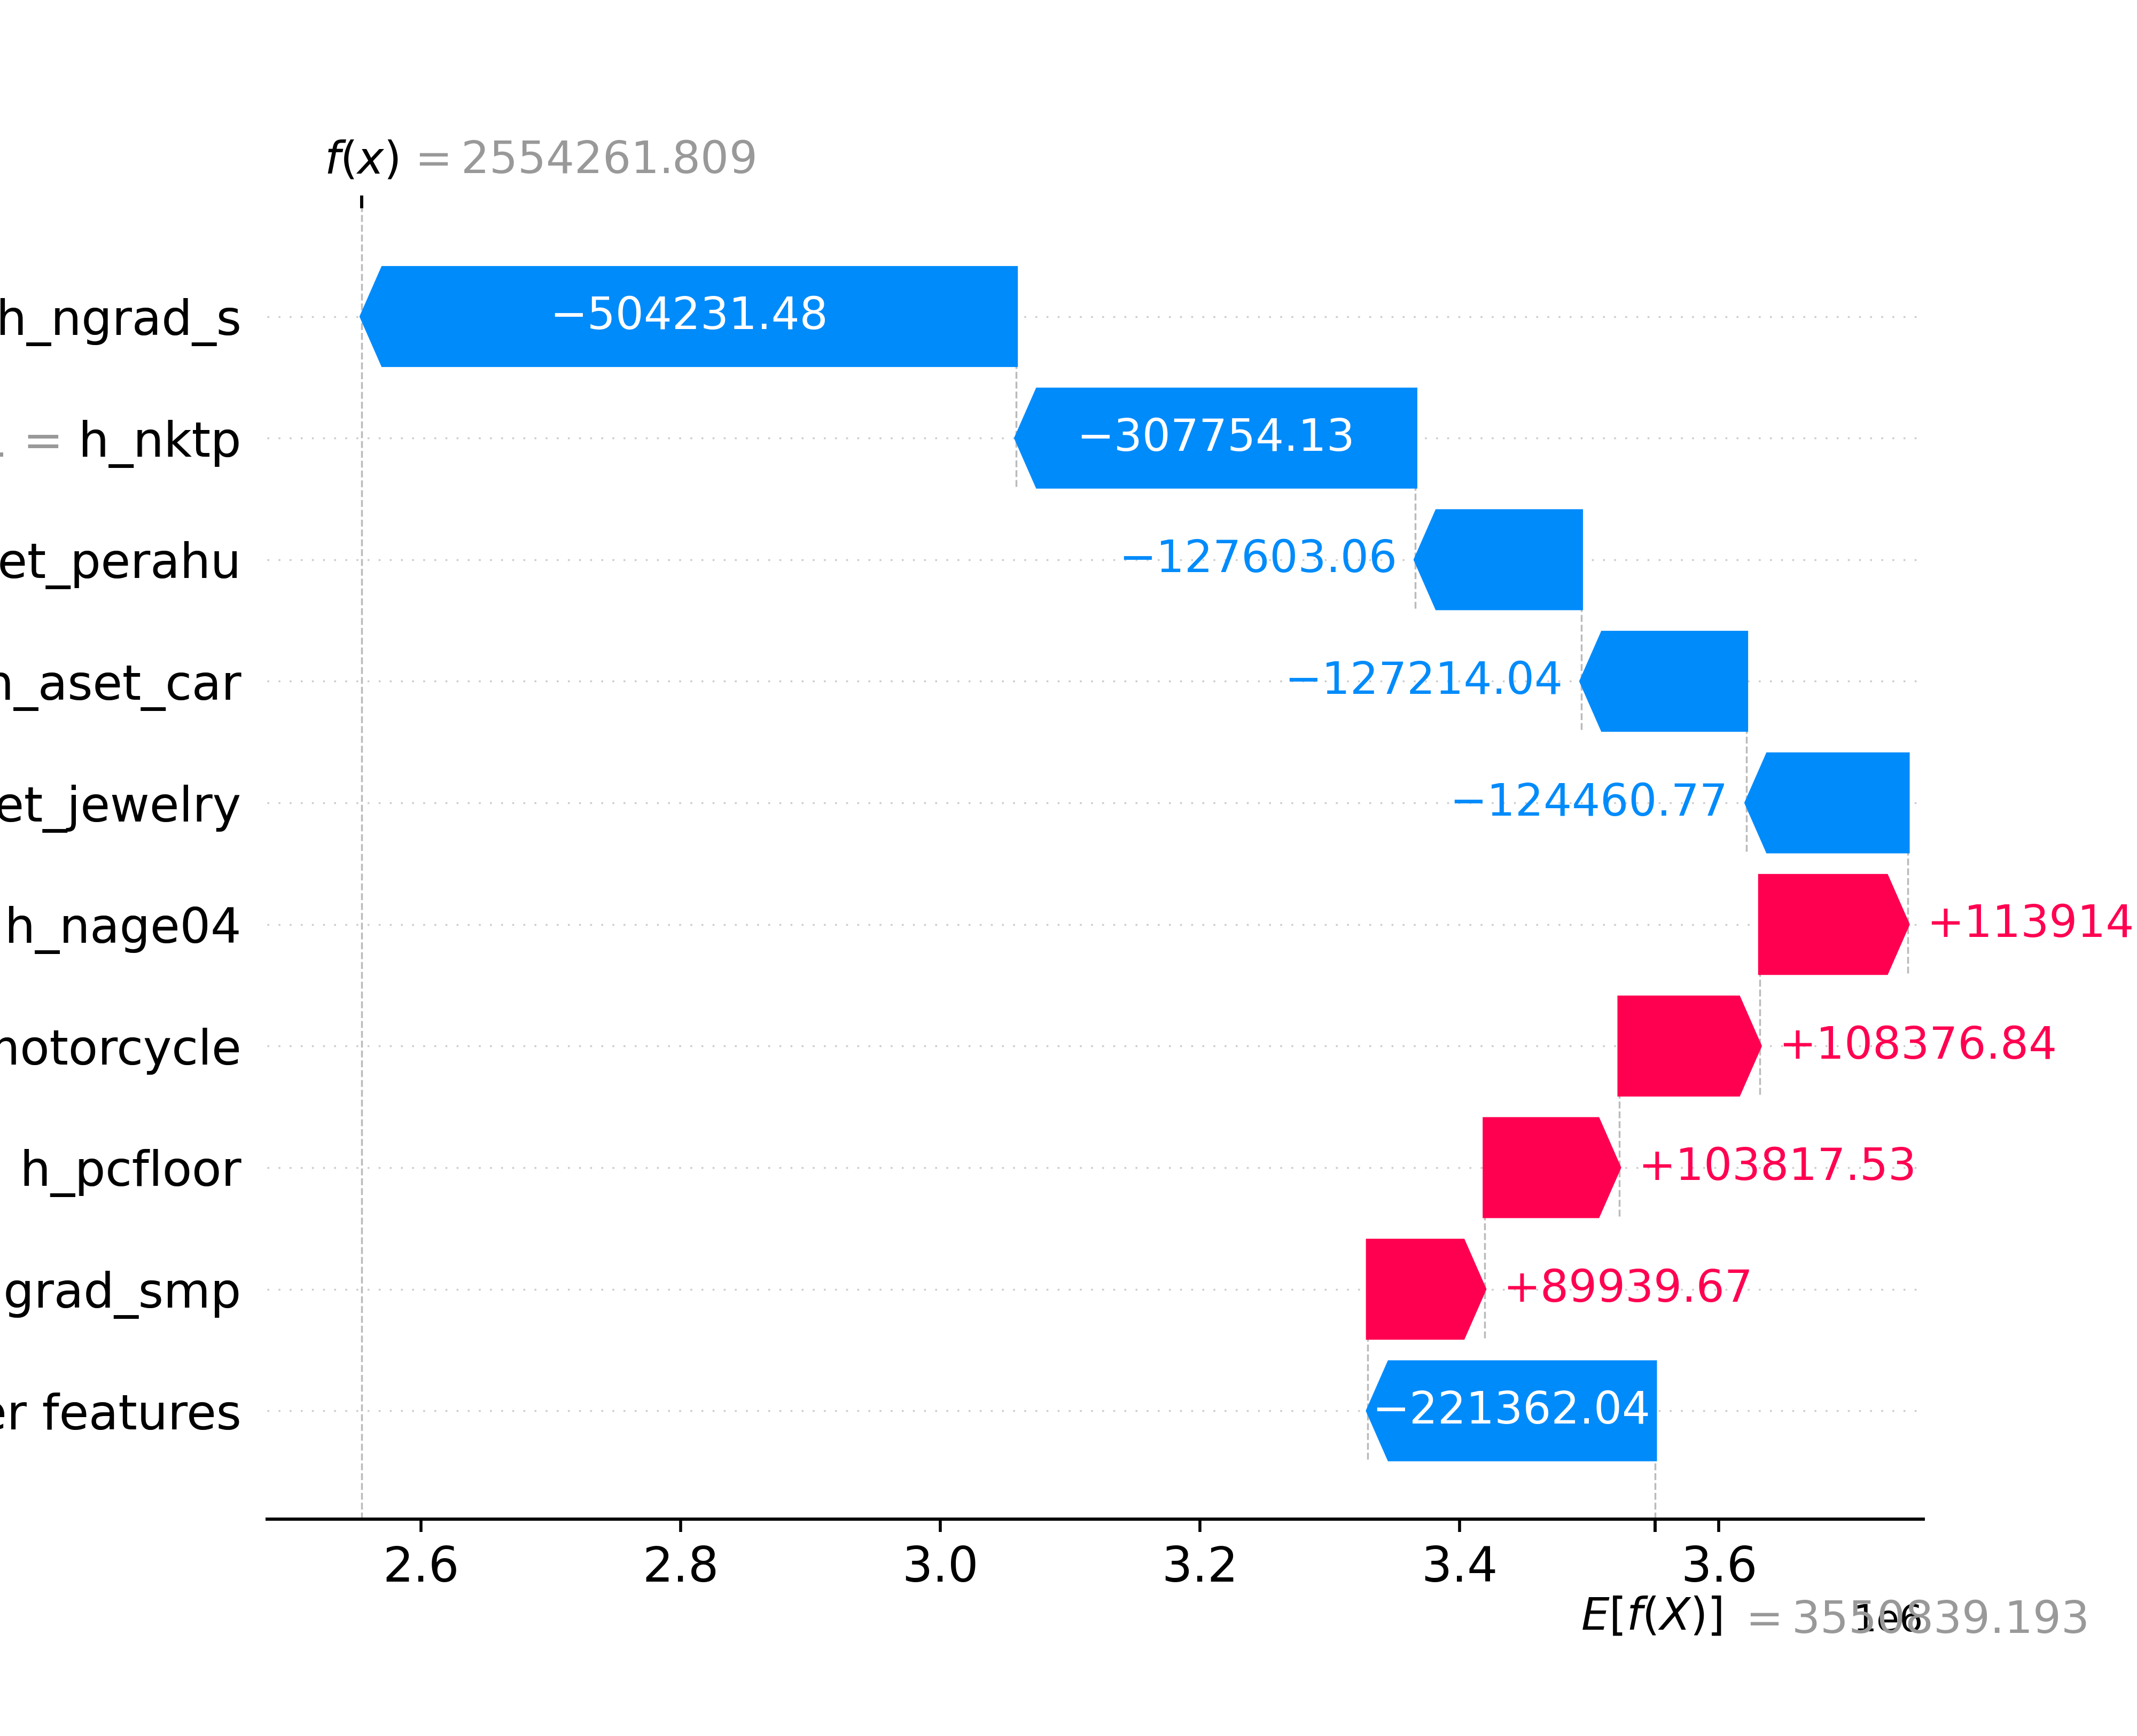 f(x) = 2554261.809
h_ngrad_s −504231.48
= h_nktp −307754.13
et_perahu −127603.06
_aset_car −127214.04
et_jewelry −124460.77
h_nage04 +113914
otorcycle +108376.84
h_pcfloor +103817.53
grad_smp +89939.67
r features −221362.04
2.6 2.8 3.0 3.2 3.4 3.6
1e6
E[f(X)] = 3550839.193